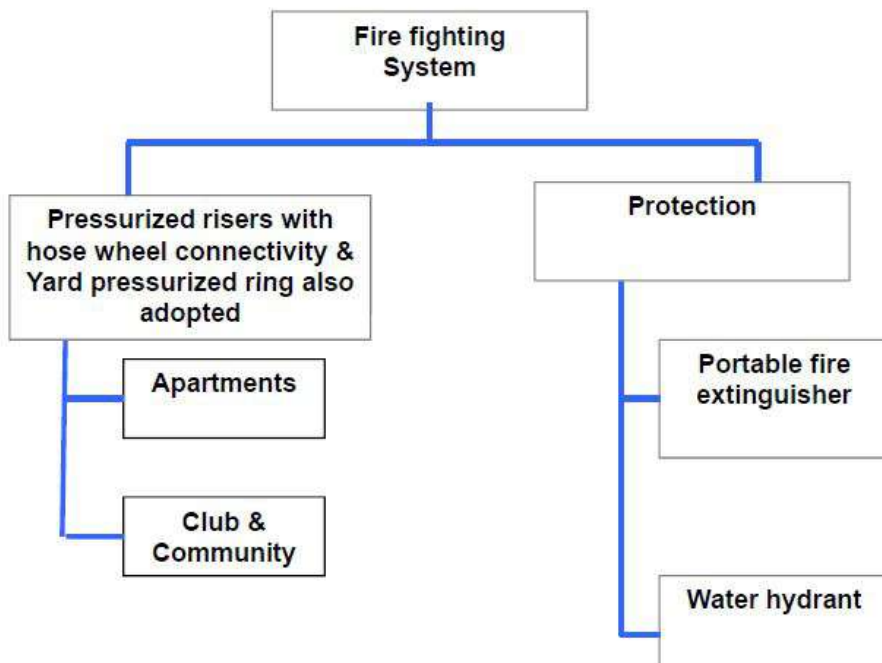 Fire fighting
System
Pressurized risers with
hose wheel connectivity &
Yard pressurized ring also
adopted
Apartments
Club &
Community
Protection
Portable fire
extinguisher
Water hydrant